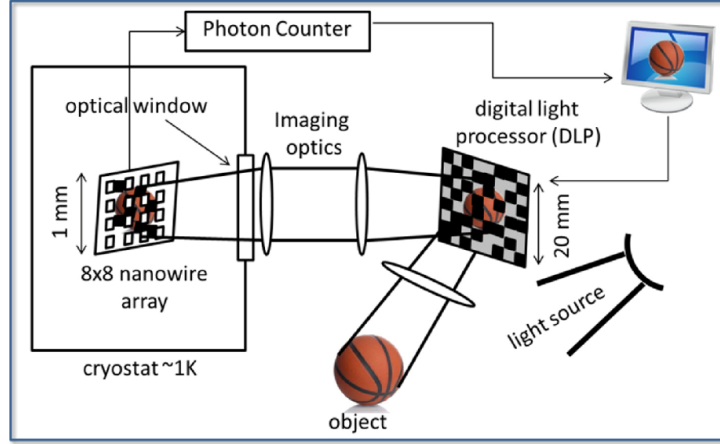 Photon Counter
optical window
Imaging
optics
digital light
processor (DLP)
1 mm
20 mm
8x8 nanowire
array
light source
cryostat ~1K
object